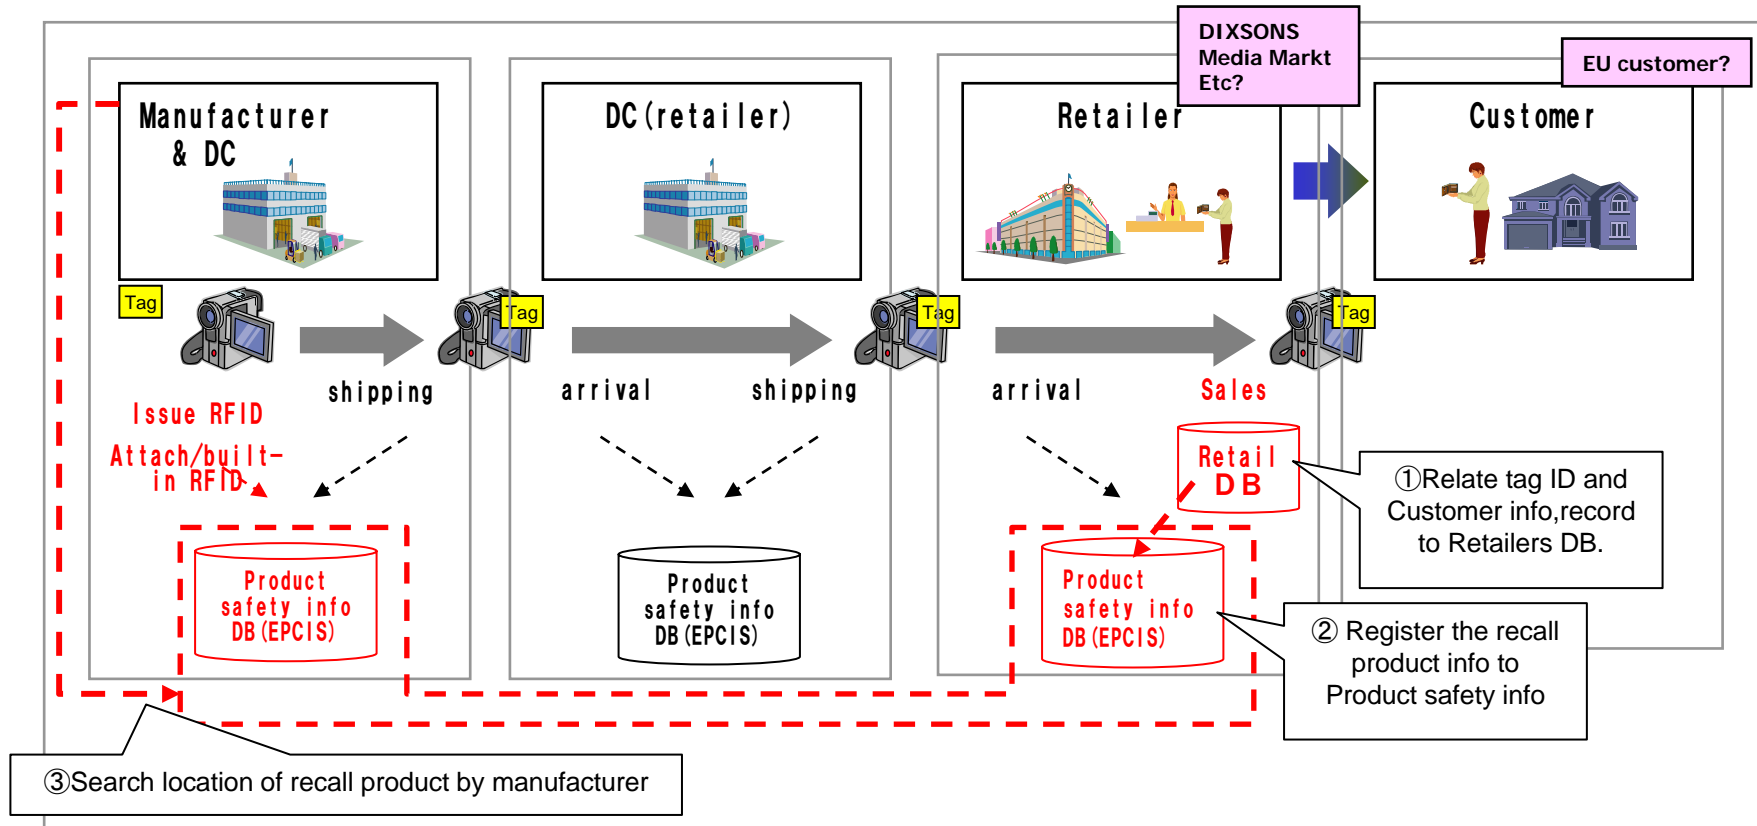 DIXSONS
Media Markt
Etc?
EU customer?
Manufacturer
& DC
DC(retailer)
Retailer
Customer
Tag
Tag
Tag
Tag
shipping
arrival
shipping
arrival
Sales
Issue RFID
Attach/built-
in RFID
Retail
DB
①Relate tag ID and
Customer info,record
to Retailers DB.
Product
safety info
DB(EPCIS)
Product
safety info
DB(EPCIS)
Product
safety info
DB(EPCIS)
② Register the recall
product info to
Product safety info
③Search location of recall product by manufacturer